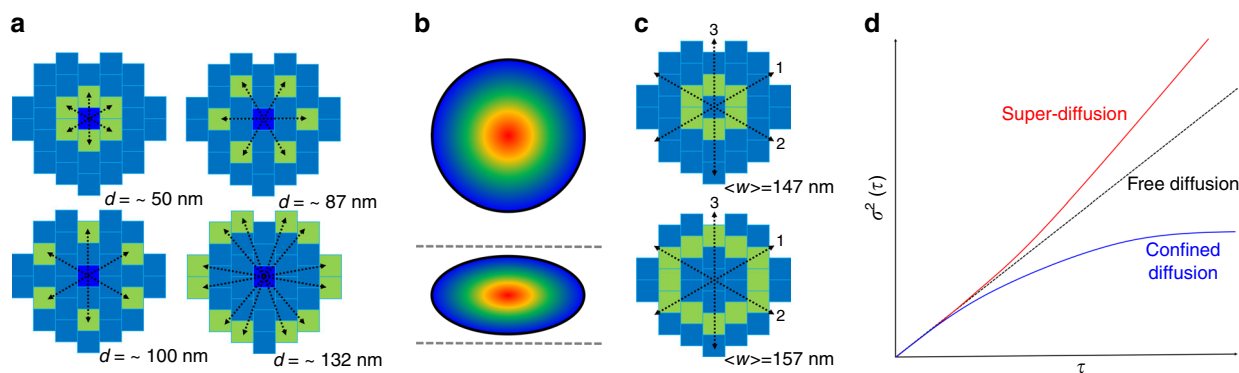 a
d = ~ 50 nm
d = ~ 87 nm
d = ~ 100 nm
d = ~ 132 nm
b
c
3
1
2
<w>=147 nm
3
1
2
<w>=157 nm
d
σ² (τ)
Super-diffusion
Free diffusion
Confined
diffusion
τ